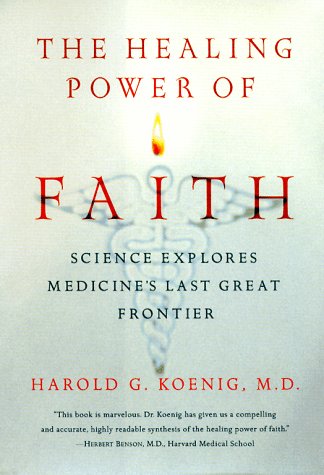 THE HEALING
POWER OF
FAITH
SCIENCE EXPLORES
MEDICINE'S LAST GREAT
FRONTIER
HAROLD G. KOENIG, M.D.
"This book is marvelous. Dr. Koenig has given us a compelling
and accurate, highly readable synthesis of the healing power of faith."
—HERBERT BENSON, M.D., HARVARD MEDICAL SCHOOL